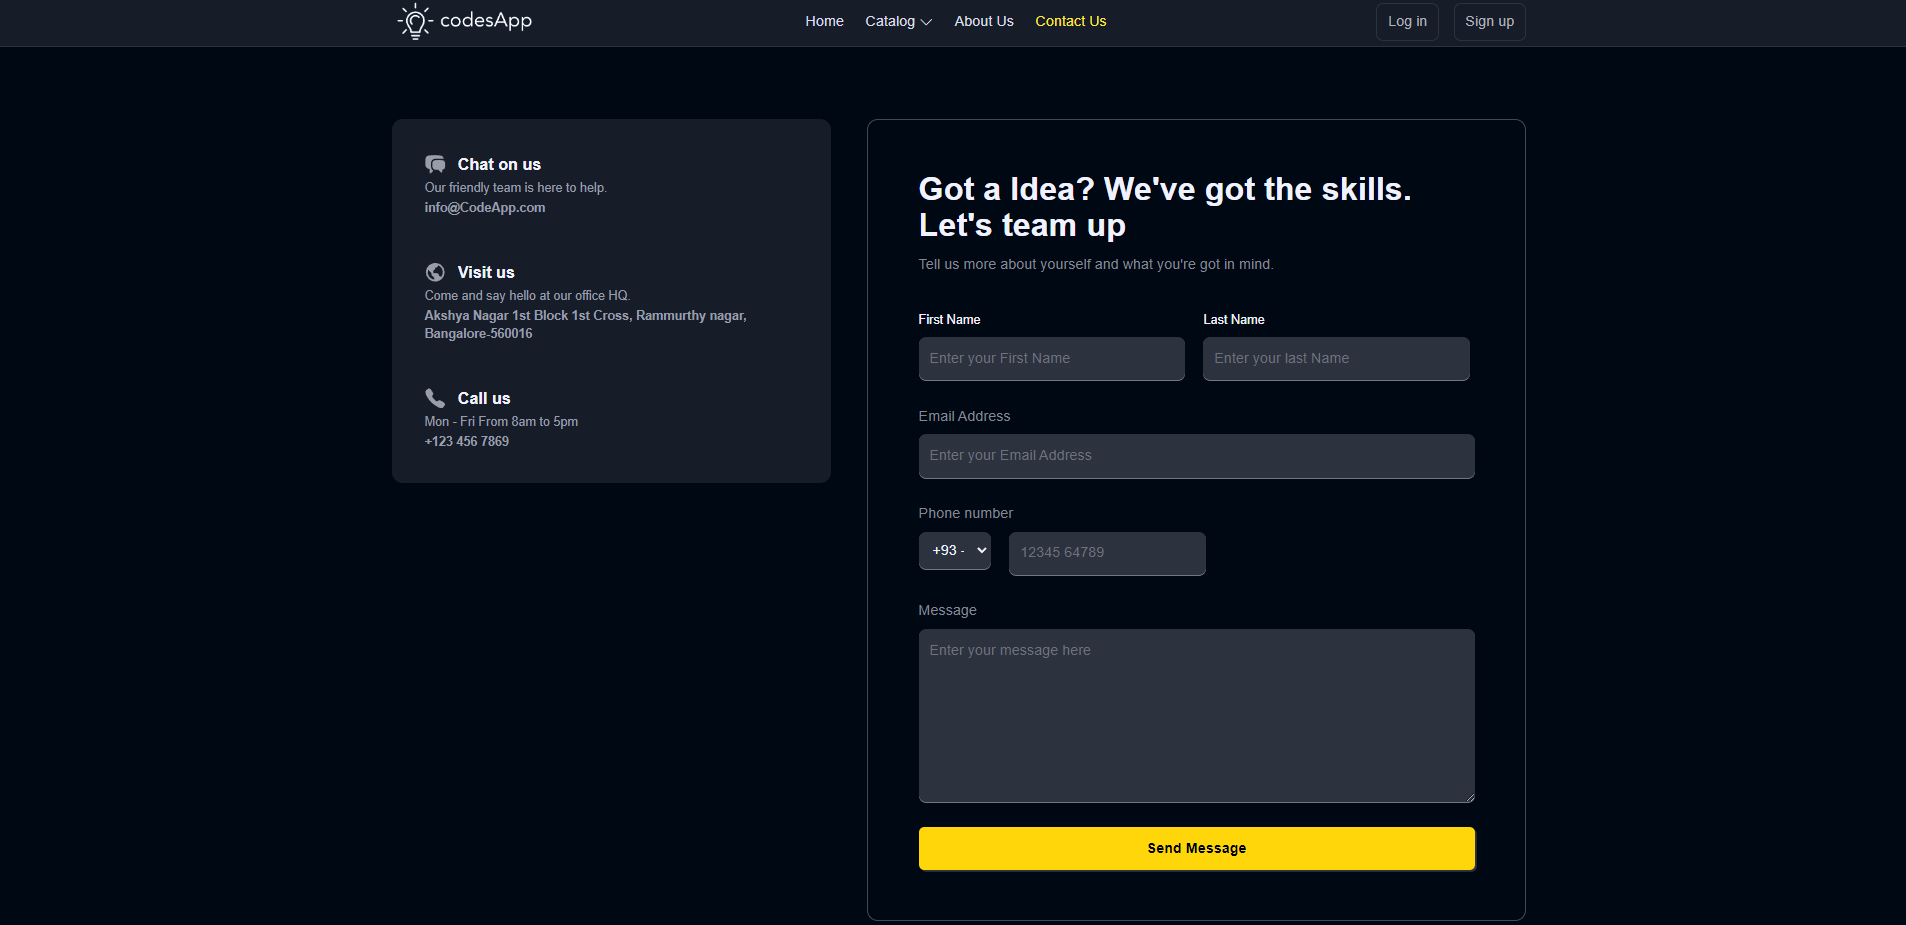 codesApp
Home Catalog About Us Contact Us
Log in Sign up
Chat on us
Our friendly team is here to help.
info@CodeApp.com
Visit us
Come and say hello at our office HQ.
Akshya Nagar 1st Block 1st Cross, Rammurthy nagar,
Bangalore-560016
Call us
Mon - Fri From 8am to 5pm
+123 456 7869
Got a Idea? We've got the skills.
Let's team up
Tell us more about yourself and what you're got in mind.
First Name Last Name
Enter your First Name Enter your last Name
Email Address
Enter your Email Address
Phone number
+93 - 12345 64789
Message
Enter your message here
Send Message